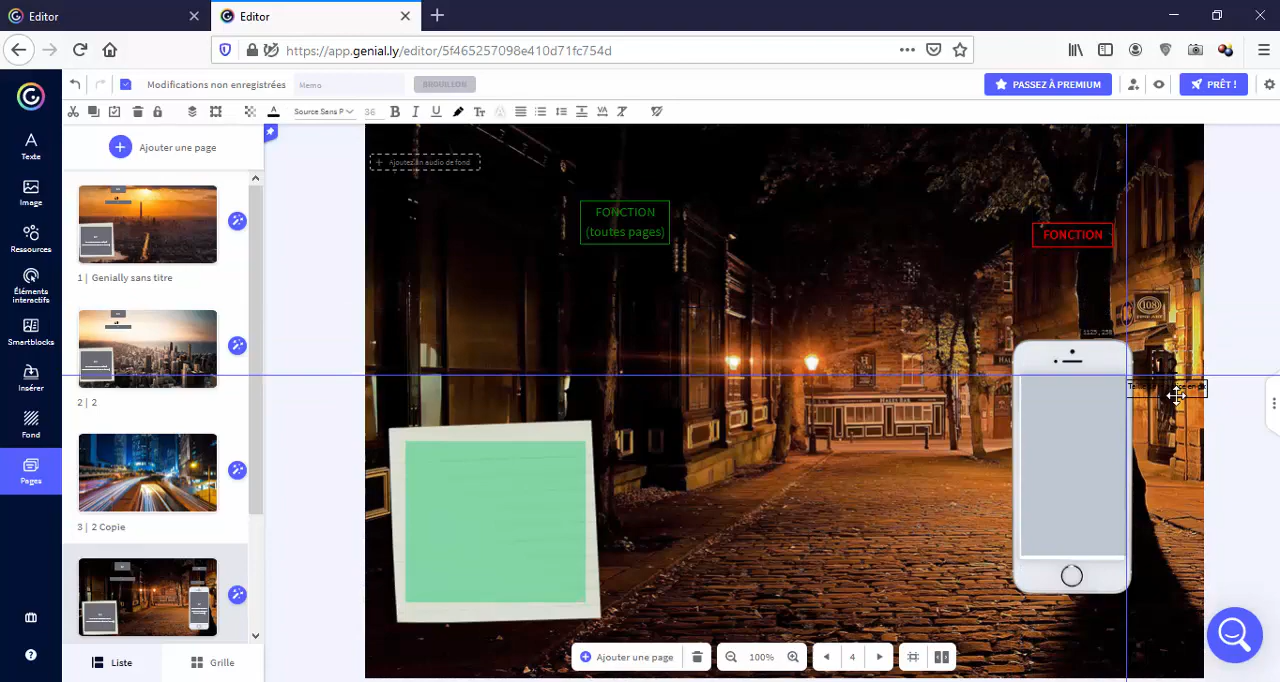 Editor
Editor
https://app.genial.ly/editor/5f465257098e410d71fc754d
Modifications non enregistrées
Memo
BROUILLON
PASSEZ À PREMIUM
PRÊT !
Source Sans P
36
B I U
Texte
Image
Ressources
Éléments
interactifs
Smartblocks
Insérer
Fond
Pages
Ajouter une page
1 | Genially sans titre
2 | 2
3 | 2 Copie
Liste
Grille
Ajoutez un audio de fond
FONCTION
(toutes pages)
FONCTION
108
Ajouter une page
100%
4